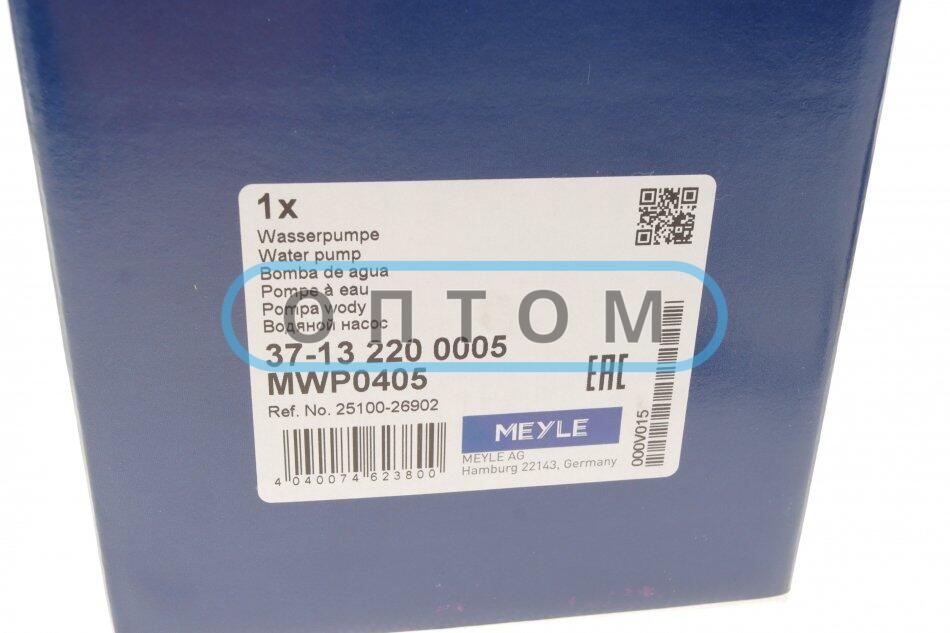 1x
Wasserpumpe
Water pump
Bomba de agua
Pompe à eau
Pompa wody
Водяной насос
ОПТОМ
37-13 220 0005
MWP0405
EAC
Ref. No. 25100-26902
MEYLE
MEYLE AG
Hamburg 22143, Germany
000V015
4 040074 623800